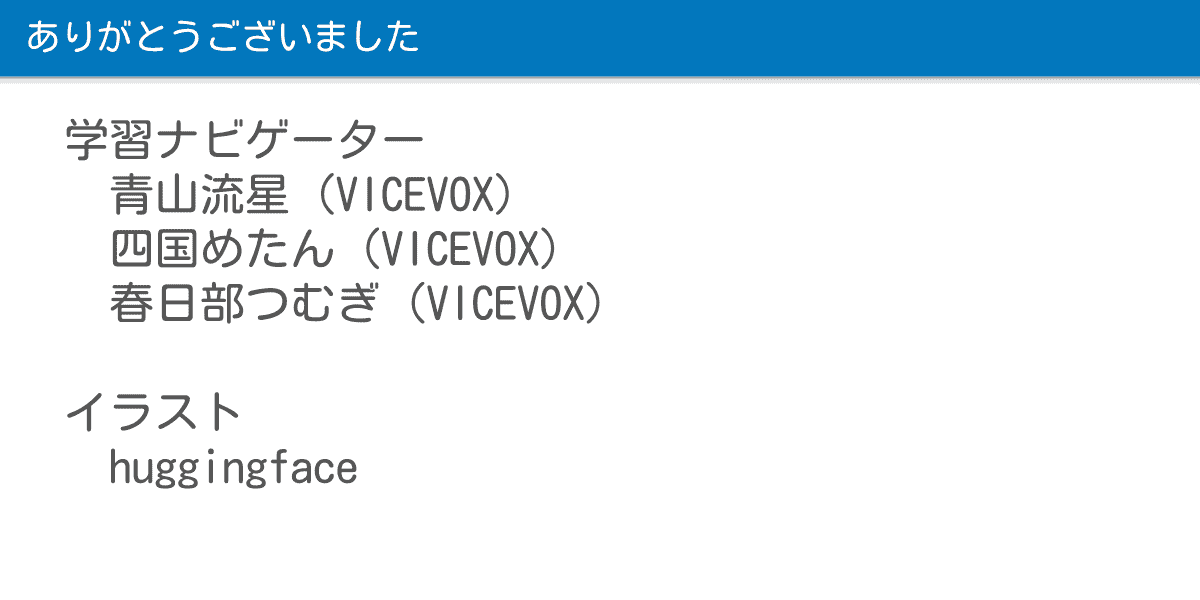 ありがとうございました
学習ナビゲーター
青山流星（VICEVOX）
四国めたん（VICEVOX）
春日部つむぎ（VICEVOX）
イラスト
huggingface